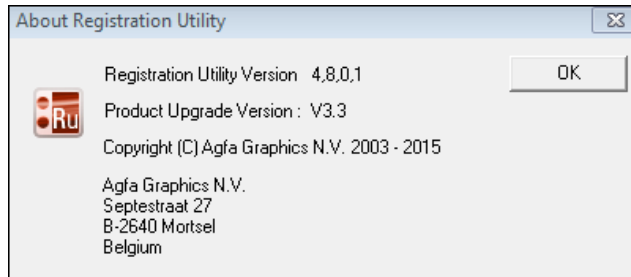 About Registration Utility
Registration Utility Version 4,8,0,1
OK
Product Upgrade Version : V3.3
Ru
Copyright (C) Agfa Graphics N.V. 2003 - 2015
Agfa Graphics N.V.
Septestraat 27
B-2640 Mortsel
Belgium